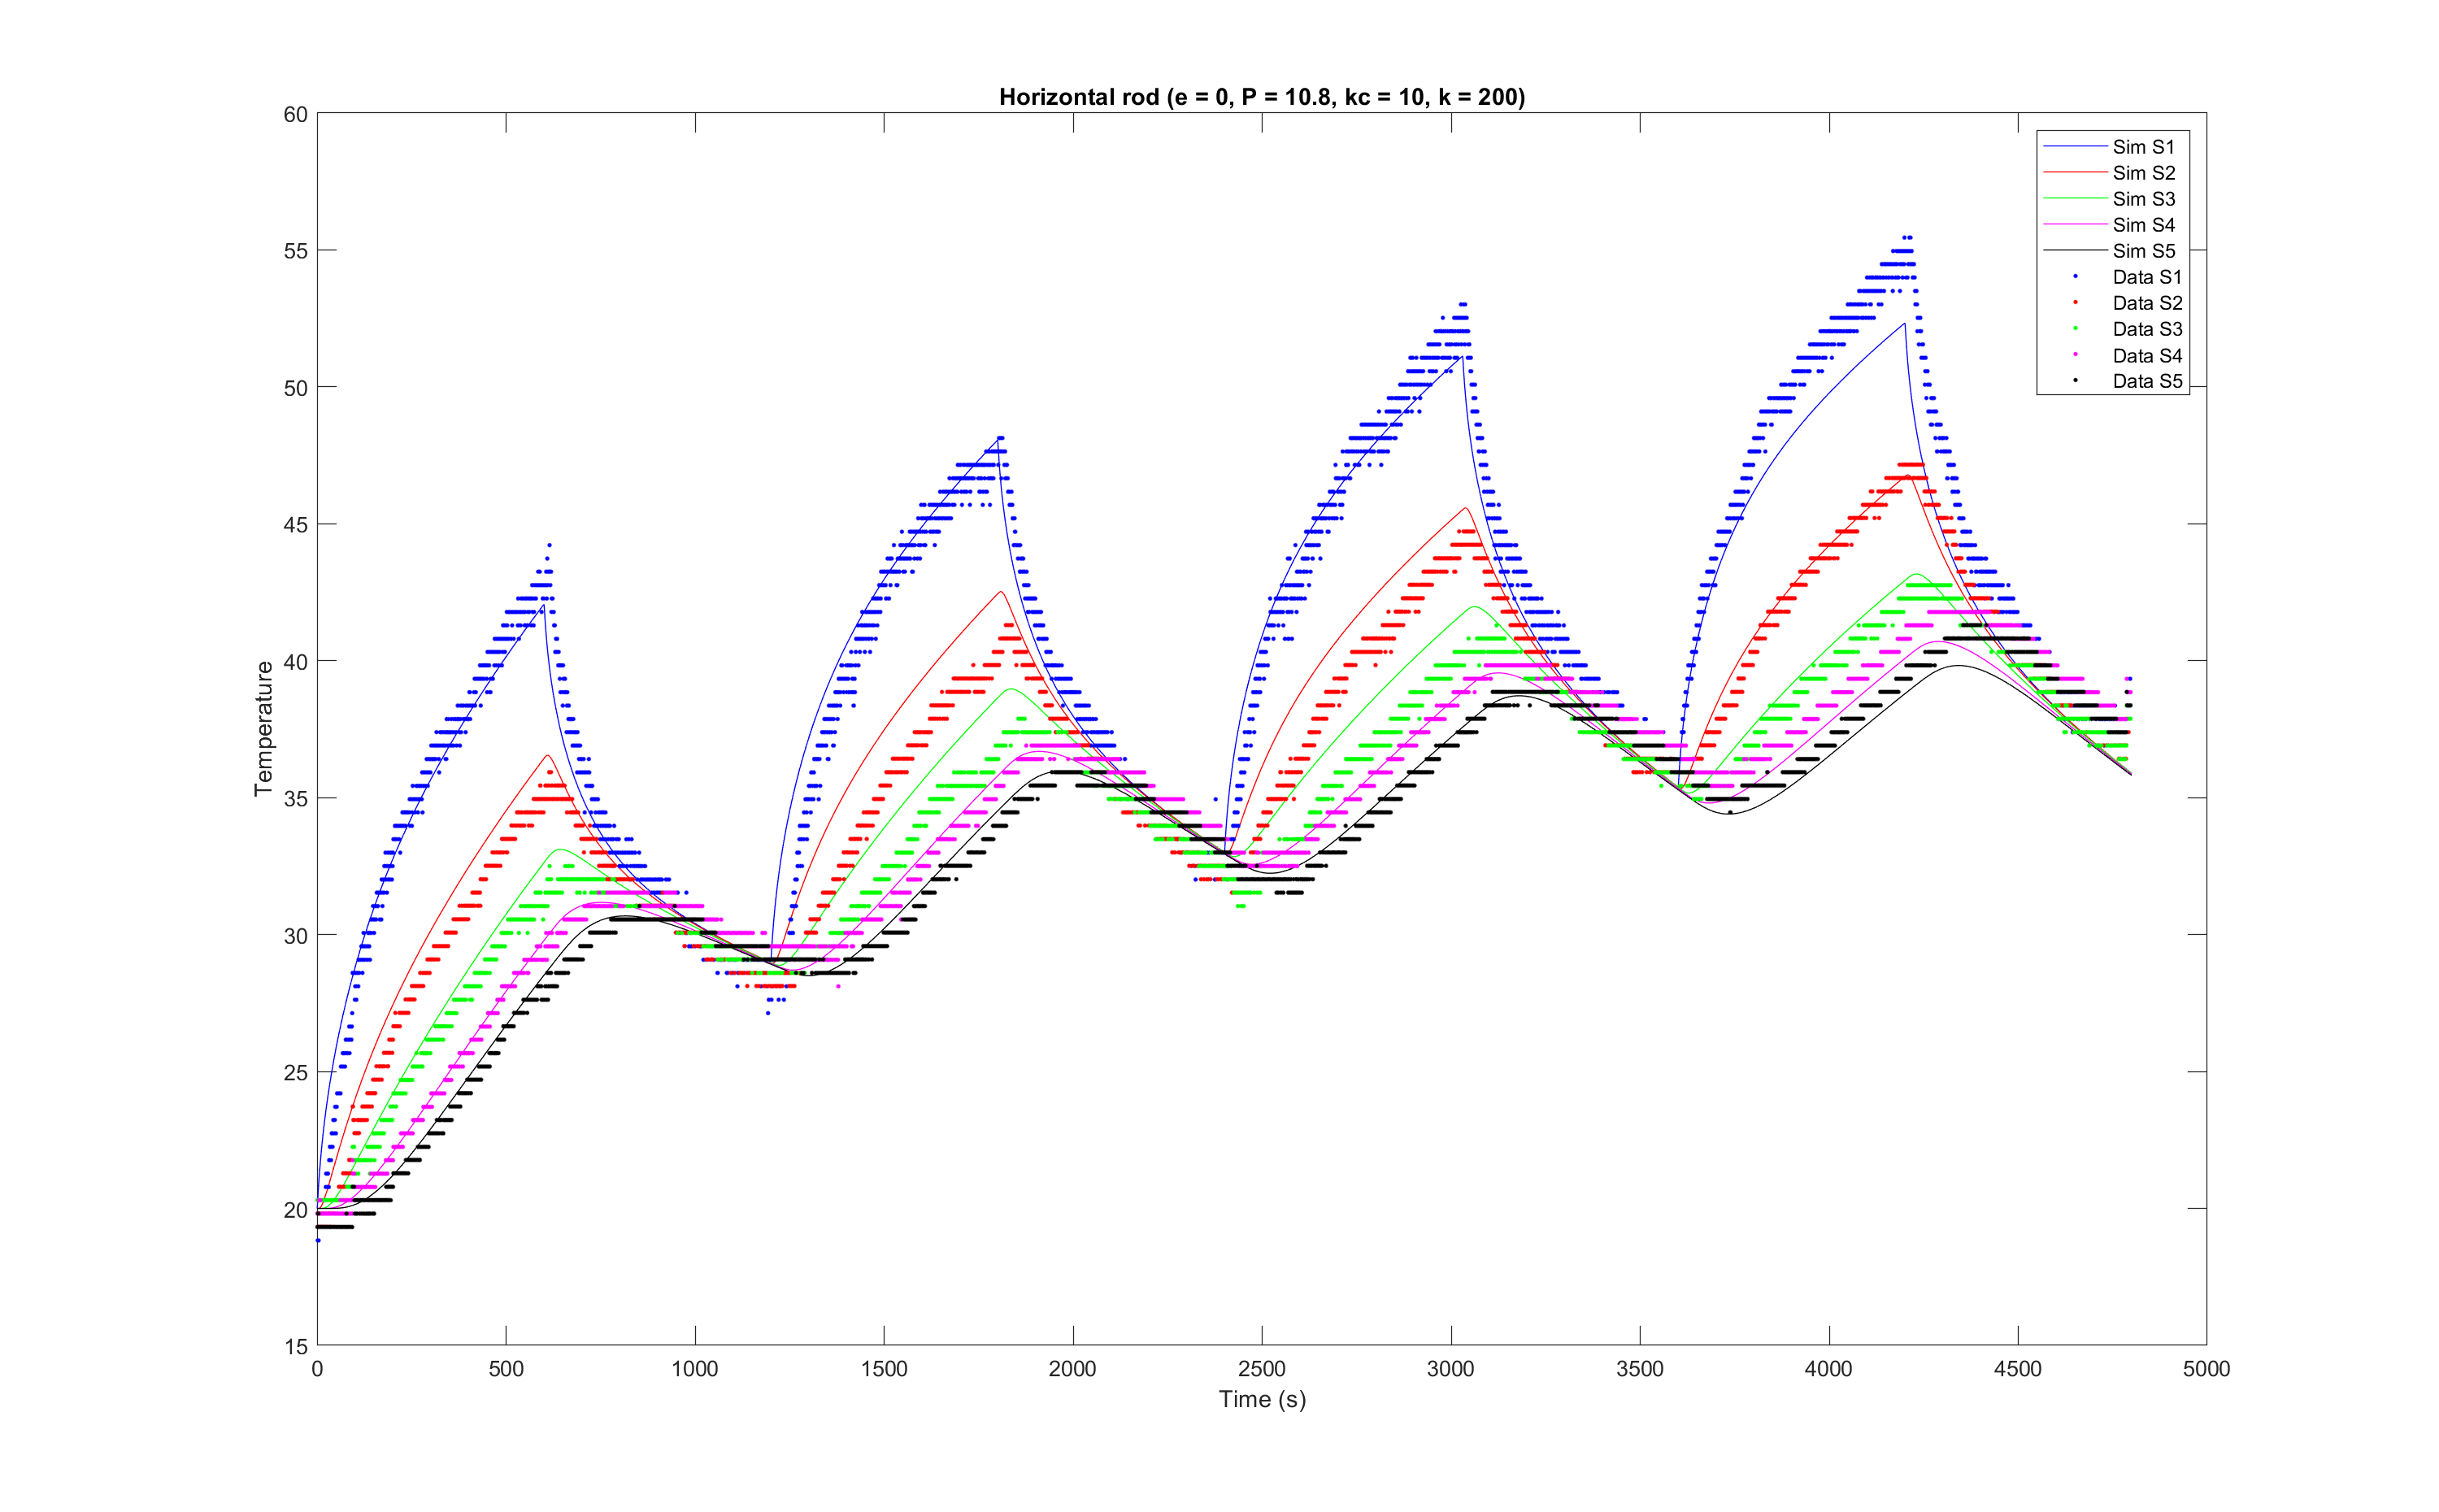 Horizontal rod (e = 0, P = 10.8, kc = 10, k = 200)
60
55
50
45
40
35
30
25
20
15
Temperature
0 500 1000 1500 2000 2500 3000 3500 4000 4500 5000
Time (s)
Sim S1
Sim S2
Sim S3
Sim S4
Sim S5
Data S1
Data S2
Data S3
Data S4
Data S5